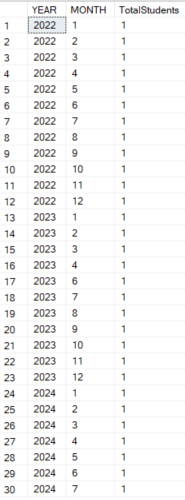 YEAR MONTH TotalStudents
1 2022 1 1
2 2022 2 1
3 2022 3 1
4 2022 4 1
5 2022 5 1
6 2022 6 1
7 2022 7 1
8 2022 8 1
9 2022 9 1
10 2022 10 1
11 2022 11 1
12 2022 12 1
13 2023 1 1
14 2023 2 1
15 2023 3 1
16 2023 4 1
17 2023 6 1
18 2023 7 1
19 2023 8 1
20 2023 9 1
21 2023 10 1
22 2023 11 1
23 2023 12 1
24 2024 1 1
25 2024 2 1
26 2024 3 1
27 2024 4 1
28 2024 5 1
29 2024 6 1
30 2024 7 1